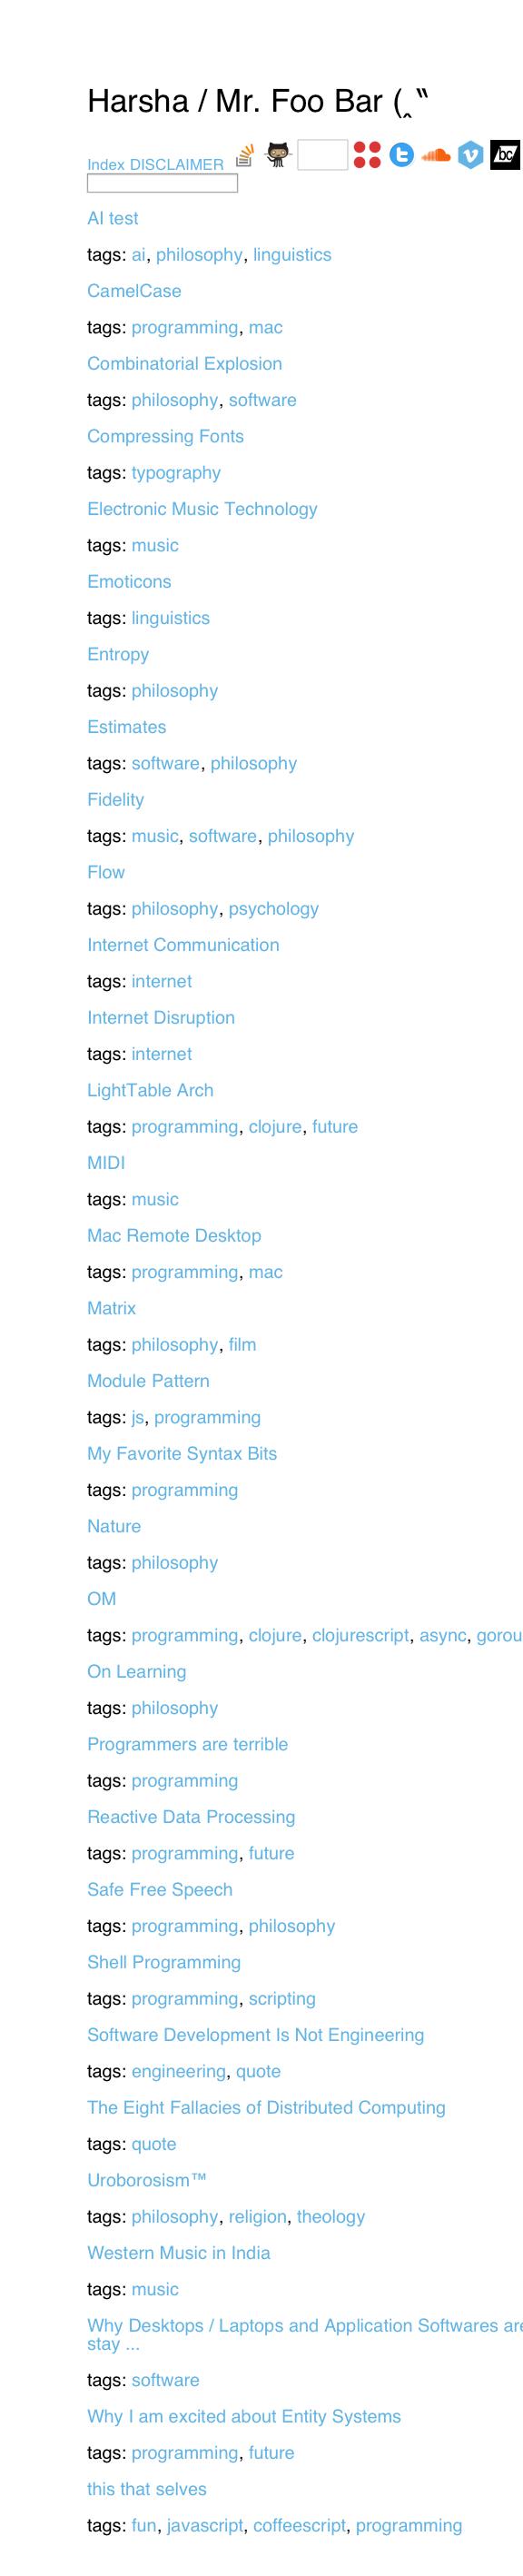 Harsha / Mr. Foo Bar (‸‶
Index DISCLAIMER
AI test
tags: ai, philosophy, linguistics
CamelCase
tags: programming, mac
Combinatorial Explosion
tags: philosophy, software
Compressing Fonts
tags: typography
Electronic Music Technology
tags: music
Emoticons
tags: linguistics
Entropy
tags: philosophy
Estimates
tags: software, philosophy
Fidelity
tags: music, software, philosophy
Flow
tags: philosophy, psychology
Internet Communication
tags: internet
Internet Disruption
tags: internet
LightTable Arch
tags: programming, clojure, future
MIDI
tags: music
Mac Remote Desktop
tags: programming, mac
Matrix
tags: philosophy, film
Module Pattern
tags: js, programming
My Favorite Syntax Bits
tags: programming
Nature
tags: philosophy
OM
tags: programming, clojure, clojurescript, async, gorou
On Learning
tags: philosophy
Programmers are terrible
tags: programming
Reactive Data Processing
tags: programming, future
Safe Free Speech
tags: programming, philosophy
Shell Programming
tags: programming, scripting
Software Development Is Not Engineering
tags: engineering, quote
The Eight Fallacies of Distributed Computing
tags: quote
Uroborosism™
tags: philosophy, religion, theology
Western Music in India
tags: music
Why Desktops / Laptops and Application Softwares are
stay ...
tags: software
Why I am excited about Entity Systems
tags: programming, future
this that selves
tags: fun, javascript, coffeescript, programming